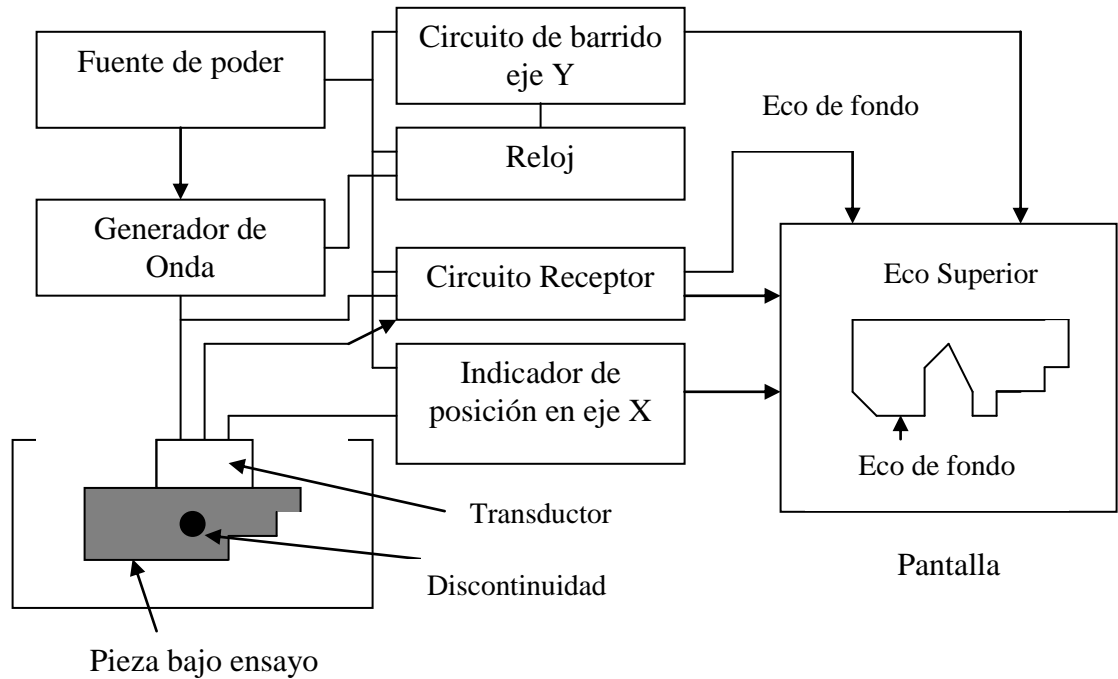 Fuente de poder
Circuito de barrido
eje Y
Eco de fondo
Reloj
Generador de
Onda
Circuito Receptor
Eco Superior
Indicador de
posición en eje X
Eco de fondo
Transductor
Pantalla
Discontinuidad
Pieza bajo ensayo